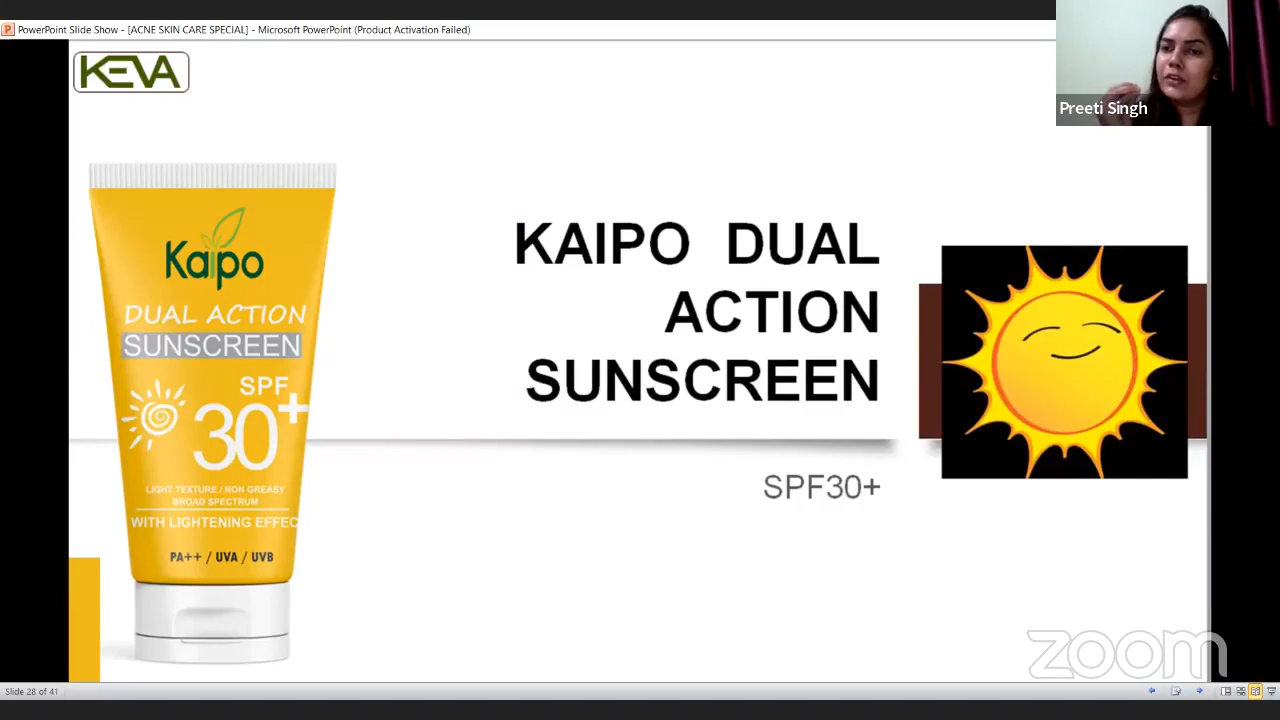 PowerPoint Slide Show - [ACNE SKIN CARE SPECIAL] - Microsoft PowerPoint (Product Activation Failed)
KEVA
Preeti Singh
Kaipo
DUAL ACTION
SUNSCREEN
SPF
30+
LIGHT TEXTURE / NON GREASY
BROAD SPECTRUM
WITH LIGHTENING EFFEC
PA++ / UVA / UVB
KAIPO DUAL
ACTION
SUNSCREEN
SPF30+
zoom
Slide 28 of 41